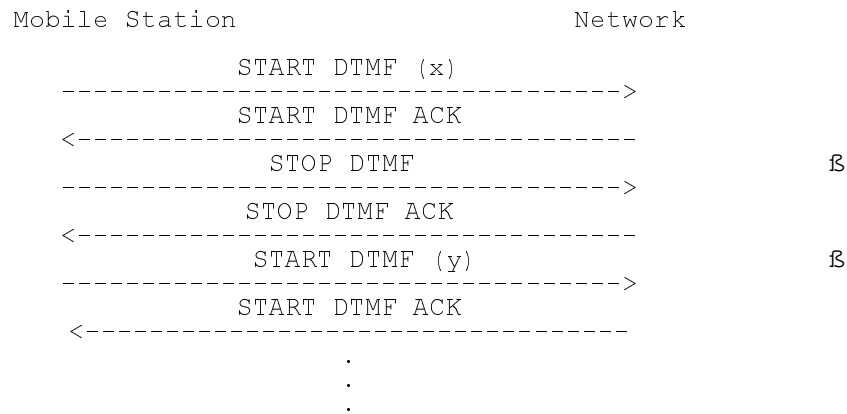 Mobile Station Network
START DTMF (x)
----------------------------------->
START DTMF ACK
<-----------------------------------
STOP DTMF ß
----------------------------------->
STOP DTMF ACK
<-----------------------------------
START DTMF (y) ß
----------------------------------->
START DTMF ACK
<----------------------------------
.
.
.